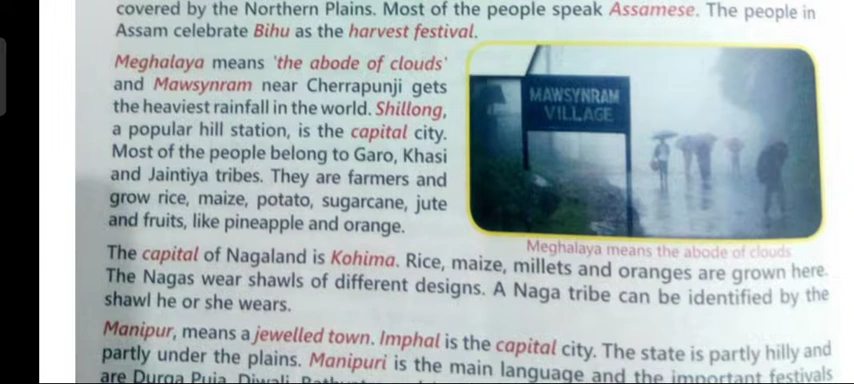 covered by the Northern Plains. Most of the people speak Assamese. The people in
Assam celebrate Bihu as the harvest festival.
Meghalaya means 'the abode of clouds'
and Mawsynram near Cherrapunji gets
the heaviest rainfall in the world. Shillong,
a popular hill station, is the capital city.
Most of the people belong to Garo, Khasi
and Jaintiya tribes. They are farmers and
grow rice, maize, potato, sugarcane, jute
and fruits, like pineapple and orange.
MAWSYNRAM
VILLAGE
Meghalaya means the abode of clouds
The capital of Nagaland is Kohima. Rice, maize, millets and oranges are grown here.
The Nagas wear shawls of different designs. A Naga tribe can be identified by the
shawl he or she wears.
Manipur, means a jewelled town. Imphal is the capital city. The state is partly hilly and
partly under the plains. Manipuri is the main language and the important festivals
are Durga Puja, Diwali,